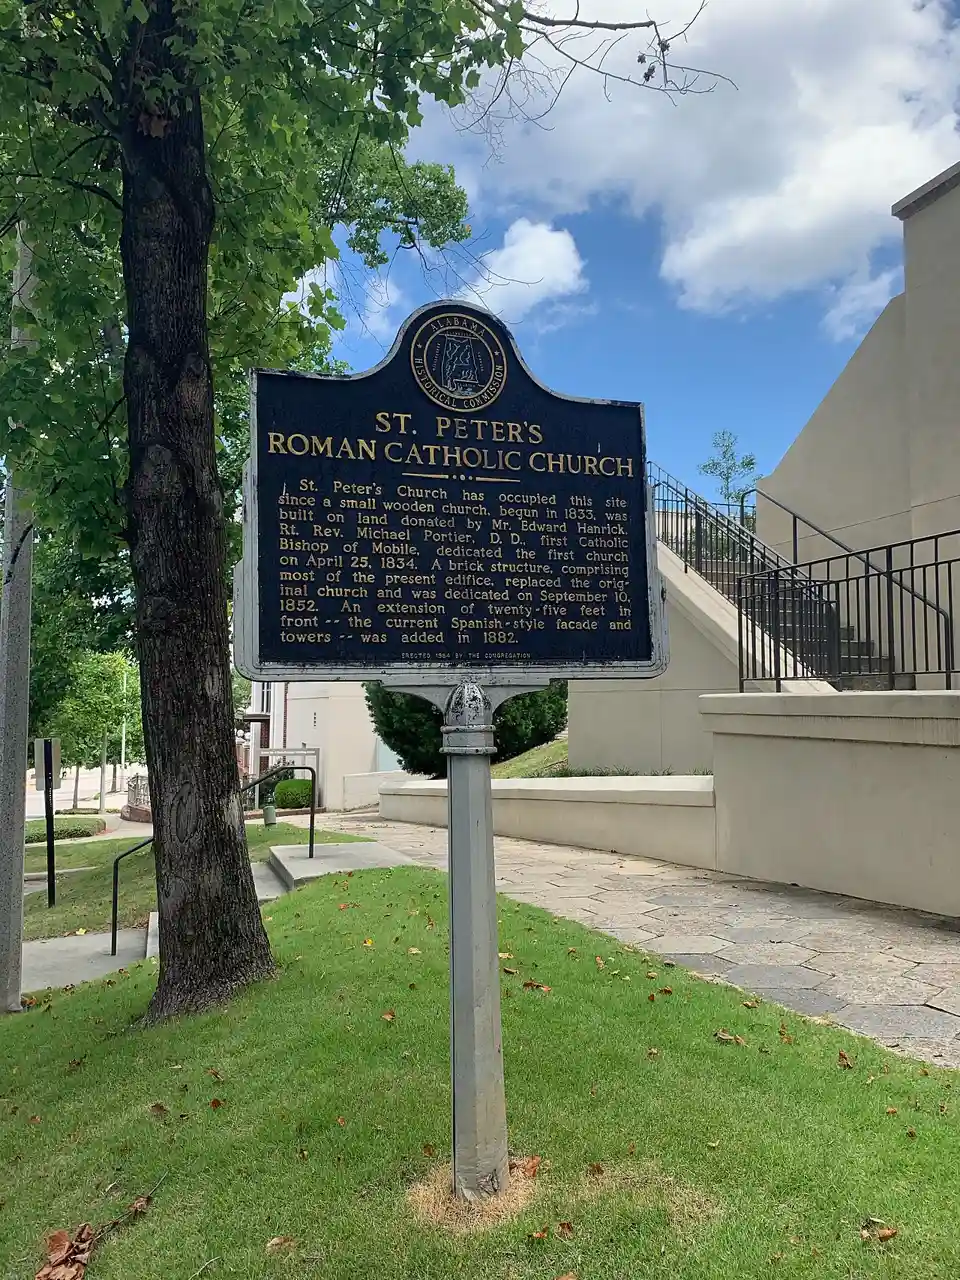 ALABAMA
HISTORICAL COMMISSION
ST. PETER'S
ROMAN CATHOLIC CHURCH
St. Peter's Church has occupied this site
since a small wooden church, begun in 1833, was
built on land donated by Mr. Edward Hanrick.
Rt. Rev. Michael Portier, D. D., first Catholic
Bishop of Mobile, dedicated the first church
on April 25, 1834. A brick structure, comprising
most of the present edifice, replaced the orig-
inal church and was dedicated on September 10,
1852. An extension of twenty-five feet in
front -- the current Spanish-style facade and
towers -- was added in 1882.
ERECTED 1964 BY THE CONGREGATION